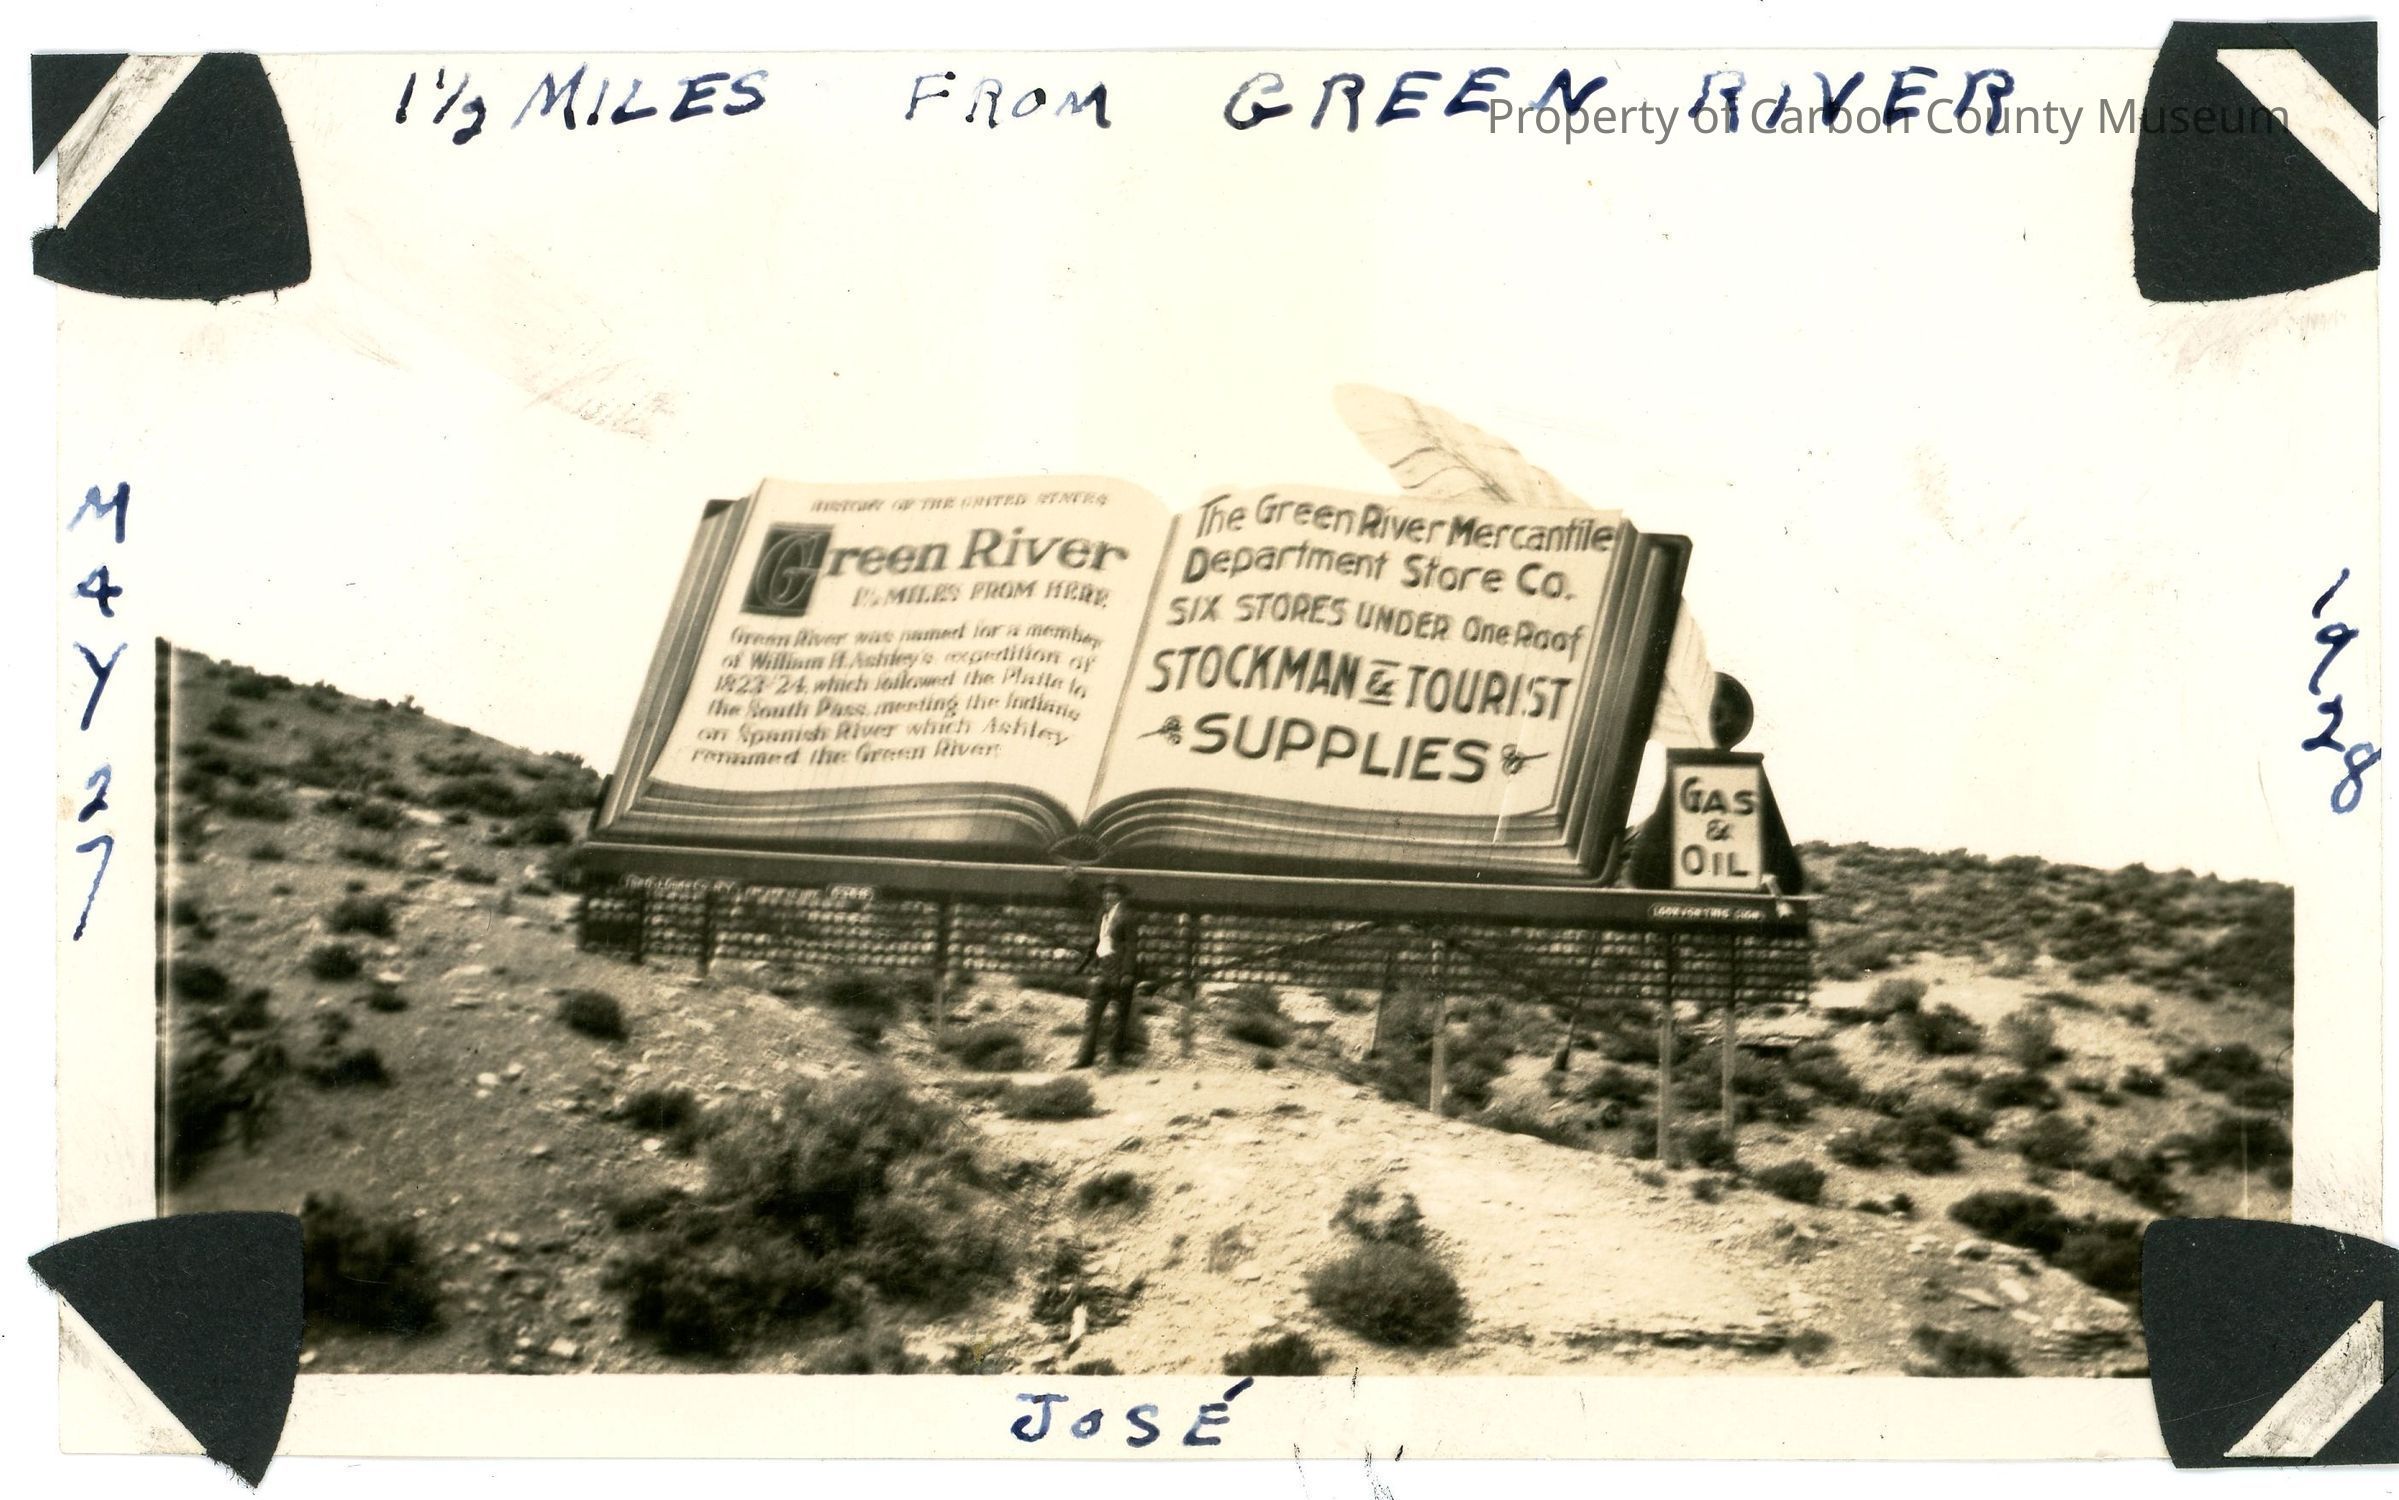 1½ MILES FROM GREEN RIVER
Property of Carbon County Museum
MAY 27
1928
HISTORY OF THE UNITED STATES
Green River
1½ MILES FROM HERE
Green River was named for a member
of William H. Ashley's expedition of
1823-24, which followed the Platte to
the South Pass, meeting the Indians
on Spanish River which Ashley
renamed the Green River.
The Green River Mercantile
Department Store Co.
SIX STORES UNDER One Roof
STOCKMAN & TOURIST
SUPPLIES
GAS
&
OIL
LOOK FOR THIS SIGN
JOSÉ